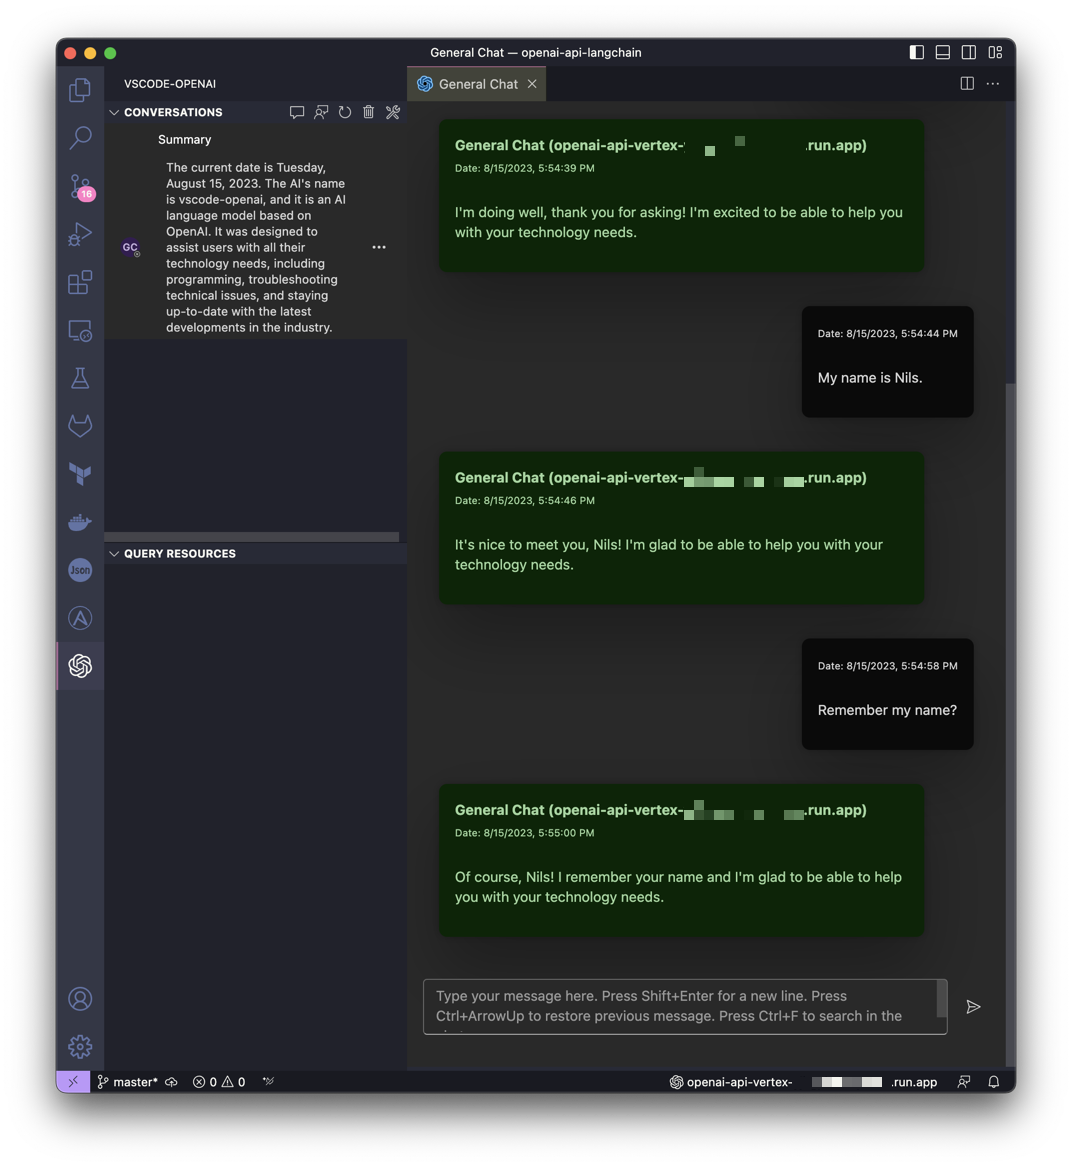 General Chat — openai-api-langchain
VSCODE-OPENAI
General Chat
CONVERSATIONS
Summary
The current date is Tuesday,
August 15, 2023. The AI's name
is vscode-openai, and it is an AI
language model based on
OpenAI. It was designed to
assist users with all their
technology needs, including
programming, troubleshooting
technical issues, and staying
up-to-date with the latest
developments in the industry.
GC
16
Json
QUERY RESOURCES
General Chat (openai-api-vertex- .run.app)
Date: 8/15/2023, 5:54:39 PM
I'm doing well, thank you for asking! I'm excited to be able to help you
with your technology needs.
Date: 8/15/2023, 5:54:44 PM
My name is Nils.
General Chat (openai-api-vertex- .run.app)
Date: 8/15/2023, 5:54:46 PM
It's nice to meet you, Nils! I'm glad to be able to help you with your
technology needs.
Date: 8/15/2023, 5:54:58 PM
Remember my name?
General Chat (openai-api-vertex- .run.app)
Date: 8/15/2023, 5:55:00 PM
Of course, Nils! I remember your name and I'm glad to be able to help
you with your technology needs.
Type your message here. Press Shift+Enter for a new line. Press
Ctrl+ArrowUp to restore previous message. Press Ctrl+F to search in the
master* 0 0
openai-api-vertex- .run.app